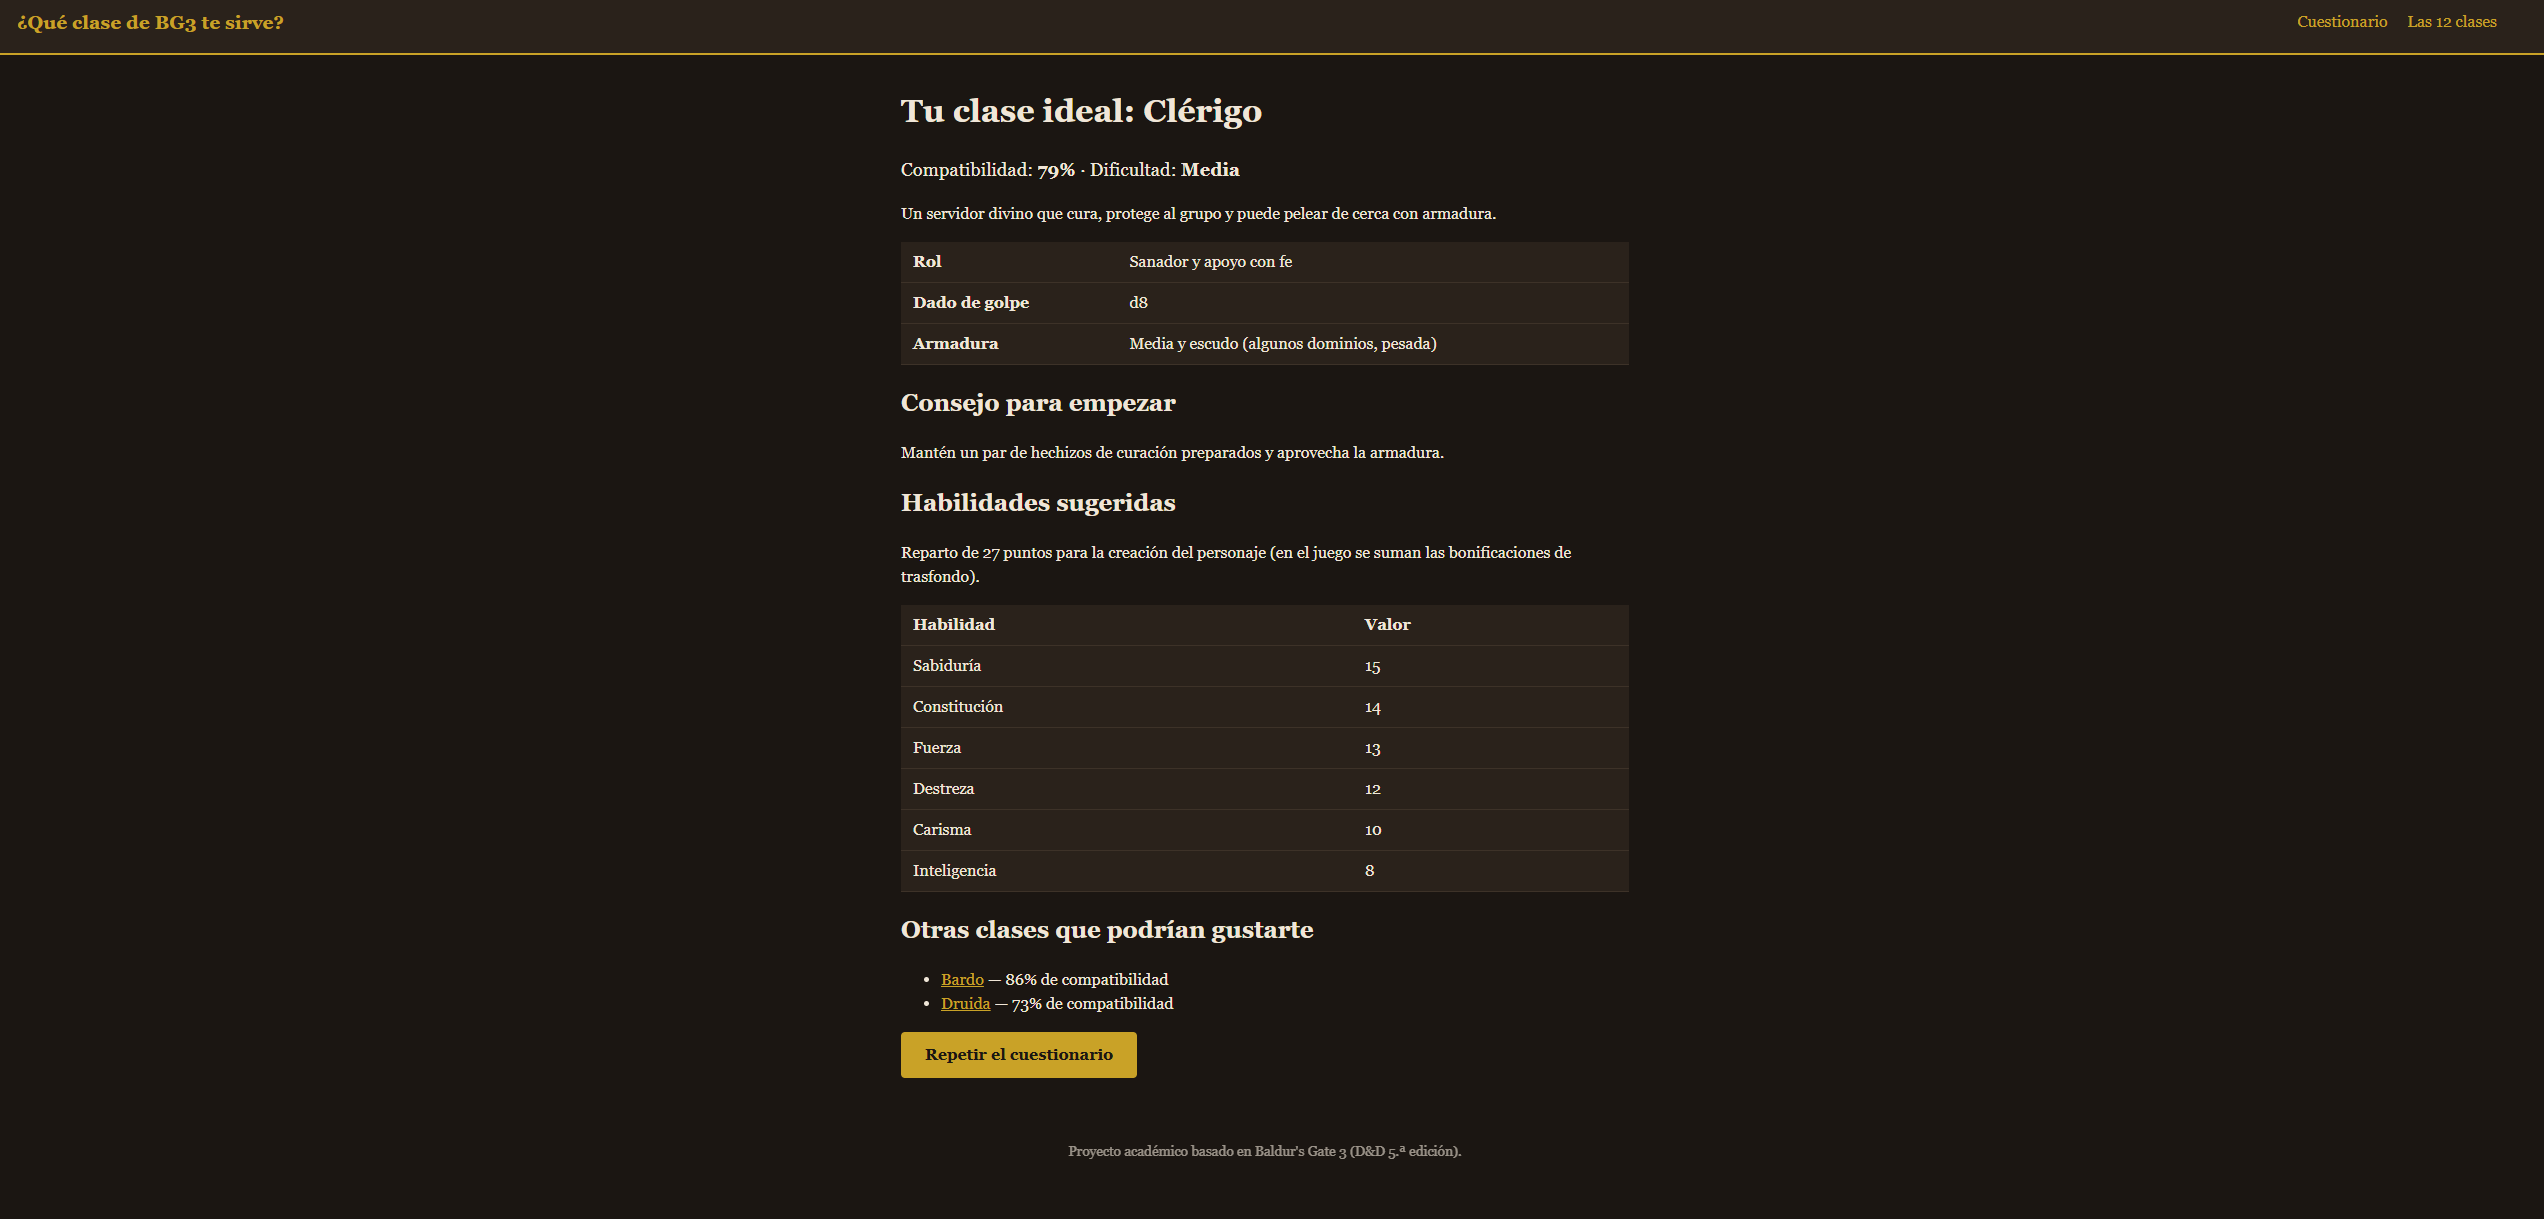 ¿Qué clase de BG3 te sirve?
Cuestionario
Las 12 clases
Tu clase ideal: Clérigo
Compatibilidad: 79% · Dificultad: Media
Un servidor divino que cura, protege al grupo y puede pelear de cerca con armadura.
Rol Sanador y apoyo con fe
Dado de golpe d8
Armadura Media y escudo (algunos dominios, pesada)
Consejo para empezar
Mantén un par de hechizos de curación preparados y aprovecha la armadura.
Habilidades sugeridas
Reparto de 27 puntos para la creación del personaje (en el juego se suman las bonificaciones de
trasfondo).
Habilidad Valor
Sabiduría 15
Constitución 14
Fuerza 13
Destreza 12
Carisma 10
Inteligencia 8
Otras clases que podrían gustarte
• Bardo — 86% de compatibilidad
• Druida — 73% de compatibilidad
Repetir el cuestionario
Proyecto académico basado en Baldur's Gate 3 (D&D 5.ª edición).